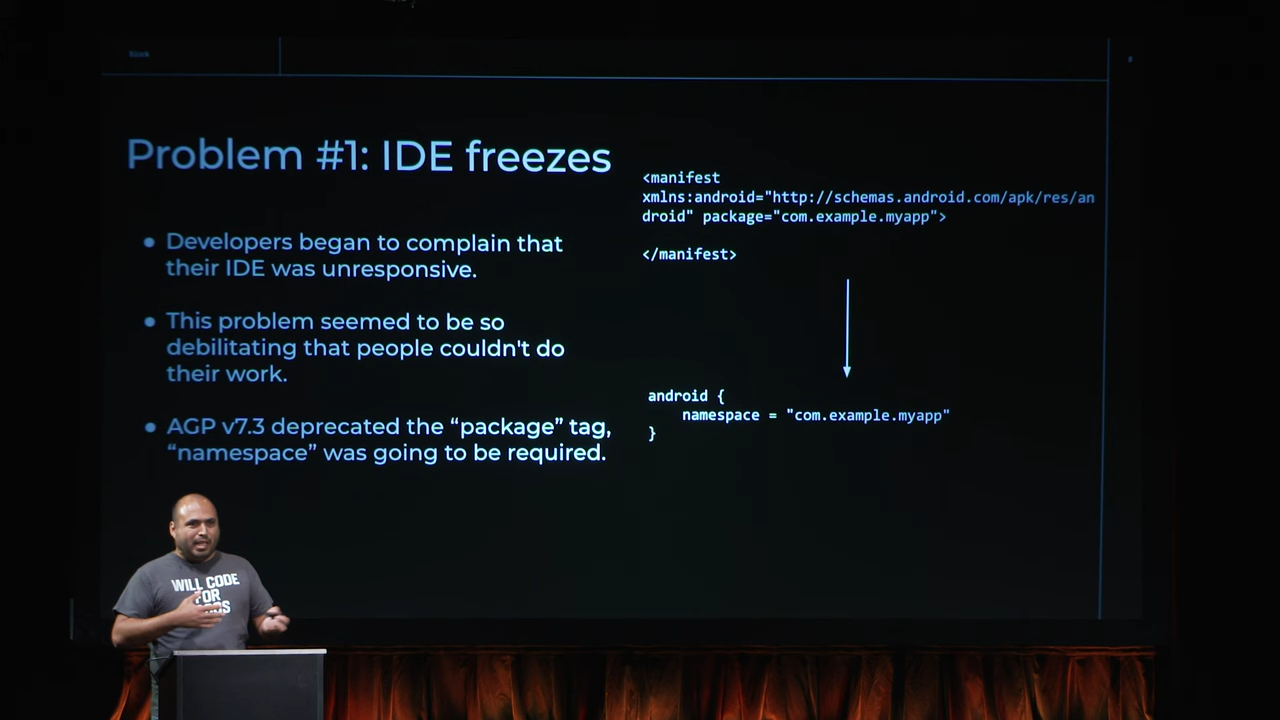 Block
Problem #1: IDE freezes
● Developers began to complain that
their IDE was unresponsive.
● This problem seemed to be so
debilitating that people couldn't do
their work.
● AGP v7.3 deprecated the “package” tag,
“namespace” was going to be required.
<manifest
xmlns:android="http://schemas.android.com/apk/res/an
droid" package="com.example.myapp">
</manifest>
android {
namespace = "com.example.myapp"
}
WILL CODE
FOR